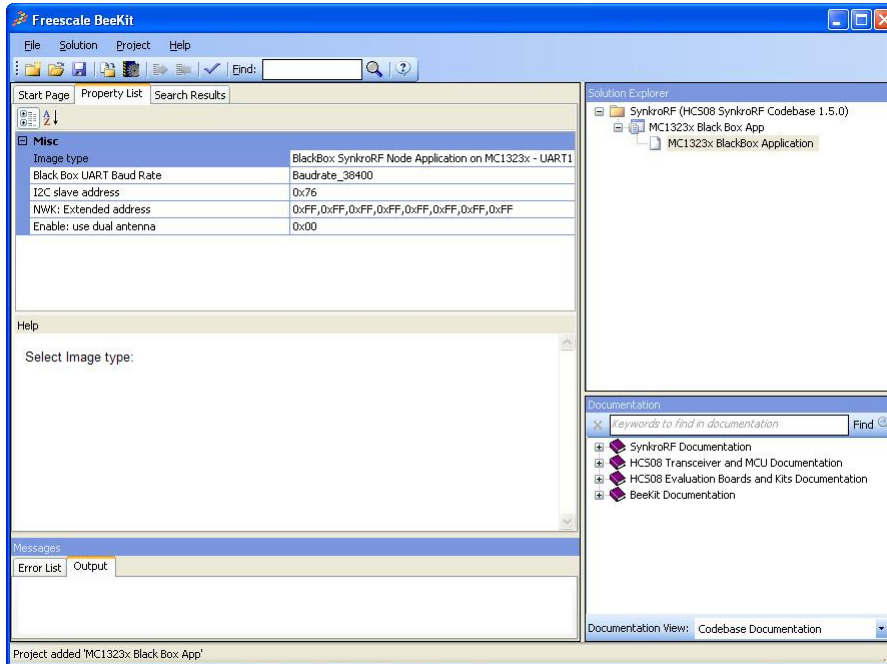 Freescale BeeKit
File Solution Project Help
Find:
Start Page Property List Search Results
Misc
Image type BlackBox SynkroRF Node Application on MC1323x - UART1
Black Box UART Baud Rate Baudrate_38400
I2C slave address 0x76
NWK: Extended address 0xFF,0xFF,0xFF,0xFF,0xFF,0xFF,0xFF,0xFF
Enable: use dual antenna 0x00
Help
Select Image type:
Messages
Error List Output
Project added 'MC1323x Black Box App'
Solution Explorer
SynkroRF (HCS08 SynkroRF Codebase 1.5.0)
MC1323x Black Box App
MC1323x BlackBox Application
Documentation
Keywords to find in documentation Find
SynkroRF Documentation
HCS08 Transceiver and MCU Documentation
HCS08 Evaluation Boards and Kits Documentation
BeeKit Documentation
Documentation View: Codebase Documentation